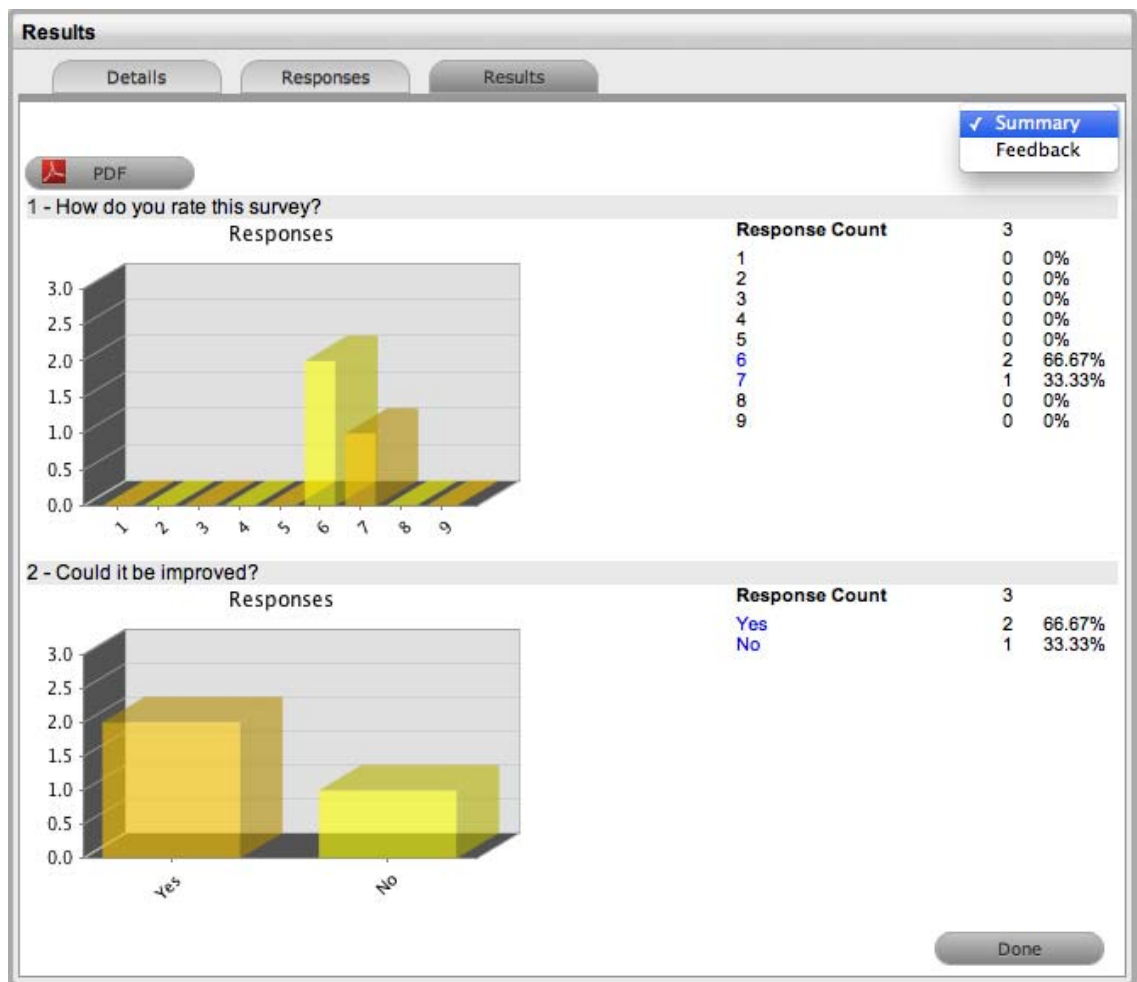 Results
Details Responses Results
✓ Summary
Feedback
PDF
1 - How do you rate this survey?
Responses
3.0
2.5
2.0
1.5
1.0
0.5
0.0
1 2 3 4 5 6 7 8 9
Response Count 3
1 0 0%
2 0 0%
3 0 0%
4 0 0%
5 0 0%
6 2 66.67%
7 1 33.33%
8 0 0%
9 0 0%
2 - Could it be improved?
Responses
3.0
2.5
2.0
1.5
1.0
0.5
0.0
Yes No
Response Count 3
Yes 2 66.67%
No 1 33.33%
Done